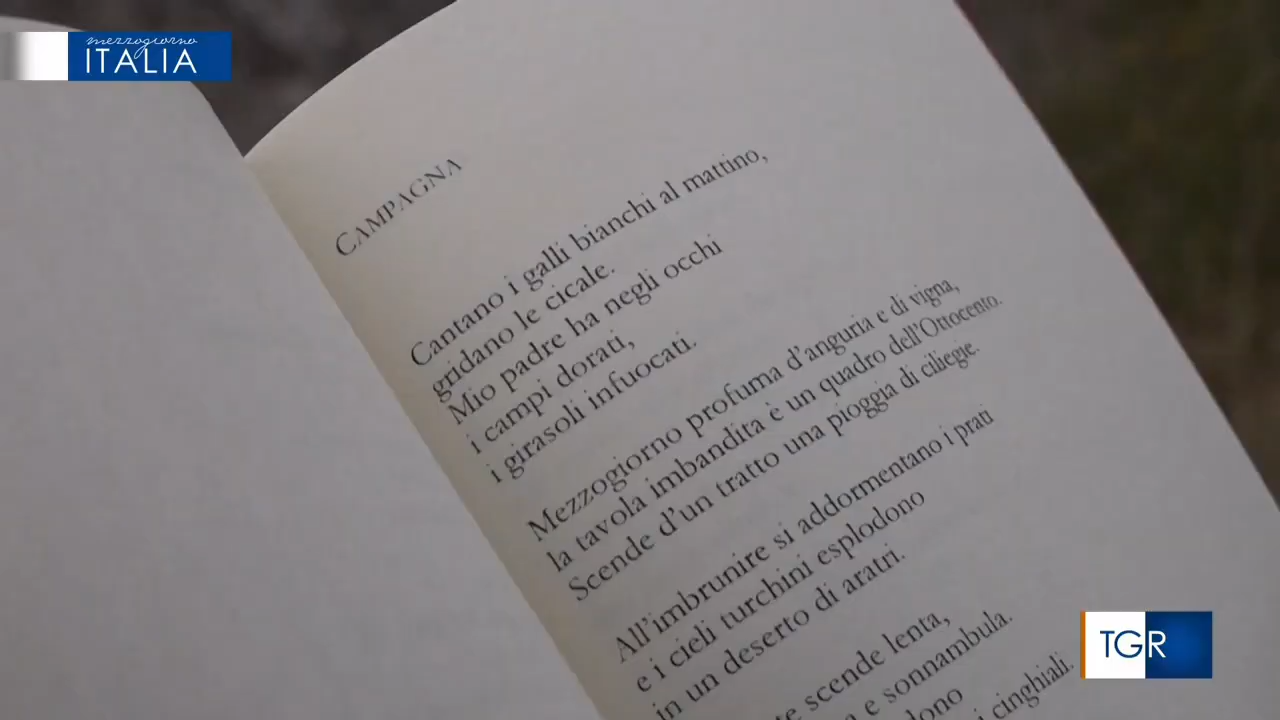 mezzogiorno
ITALIA
CAMPAGNA
Cantano i galli bianchi al mattino,
gridano le cicale.
Mio padre ha negli occhi
i campi dorati,
i girasoli infuocati.
Mezzogiorno profuma d'anguria e di vigna,
la tavola imbandita è un quadro dell'Ottocento.
Scende d'un tratto una pioggia di ciliegie.
All'imbrunire si addormentano i prati
e i cieli turchini esplodono
in un deserto di aratri.
scende lenta,
e sonnambula.
i cinghiali.
TGR